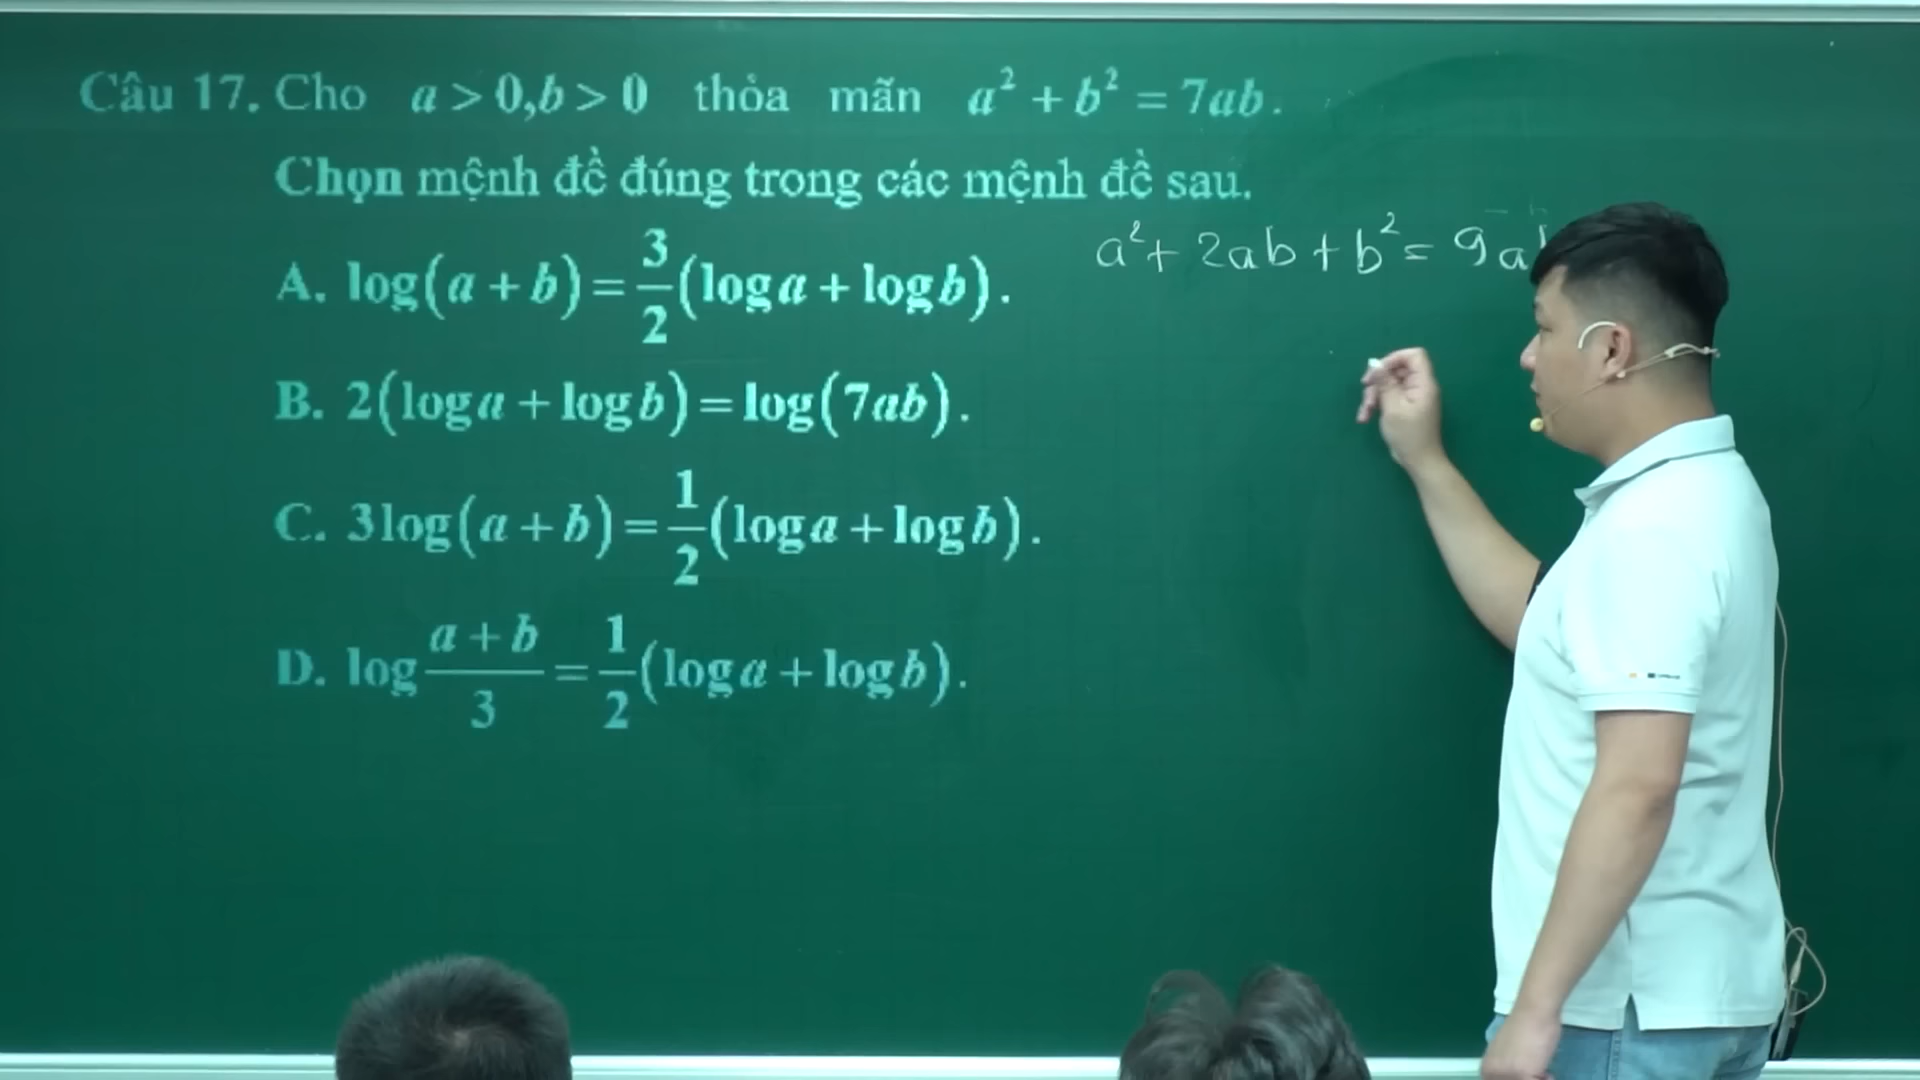 Câu 17. Cho a > 0, b > 0 thỏa mãn a² + b² = 7ab.
Chọn mệnh đề đúng trong các mệnh đề sau.
A. log(a + b) = 3/2 (log a + log b).
B. 2(log a + log b) = log(7ab).
C. 3log(a + b) = 1/2 (log a + log b).
D. log (a + b)/3 = 1/2 (log a + log b).
a² + 2ab + b² = 9a